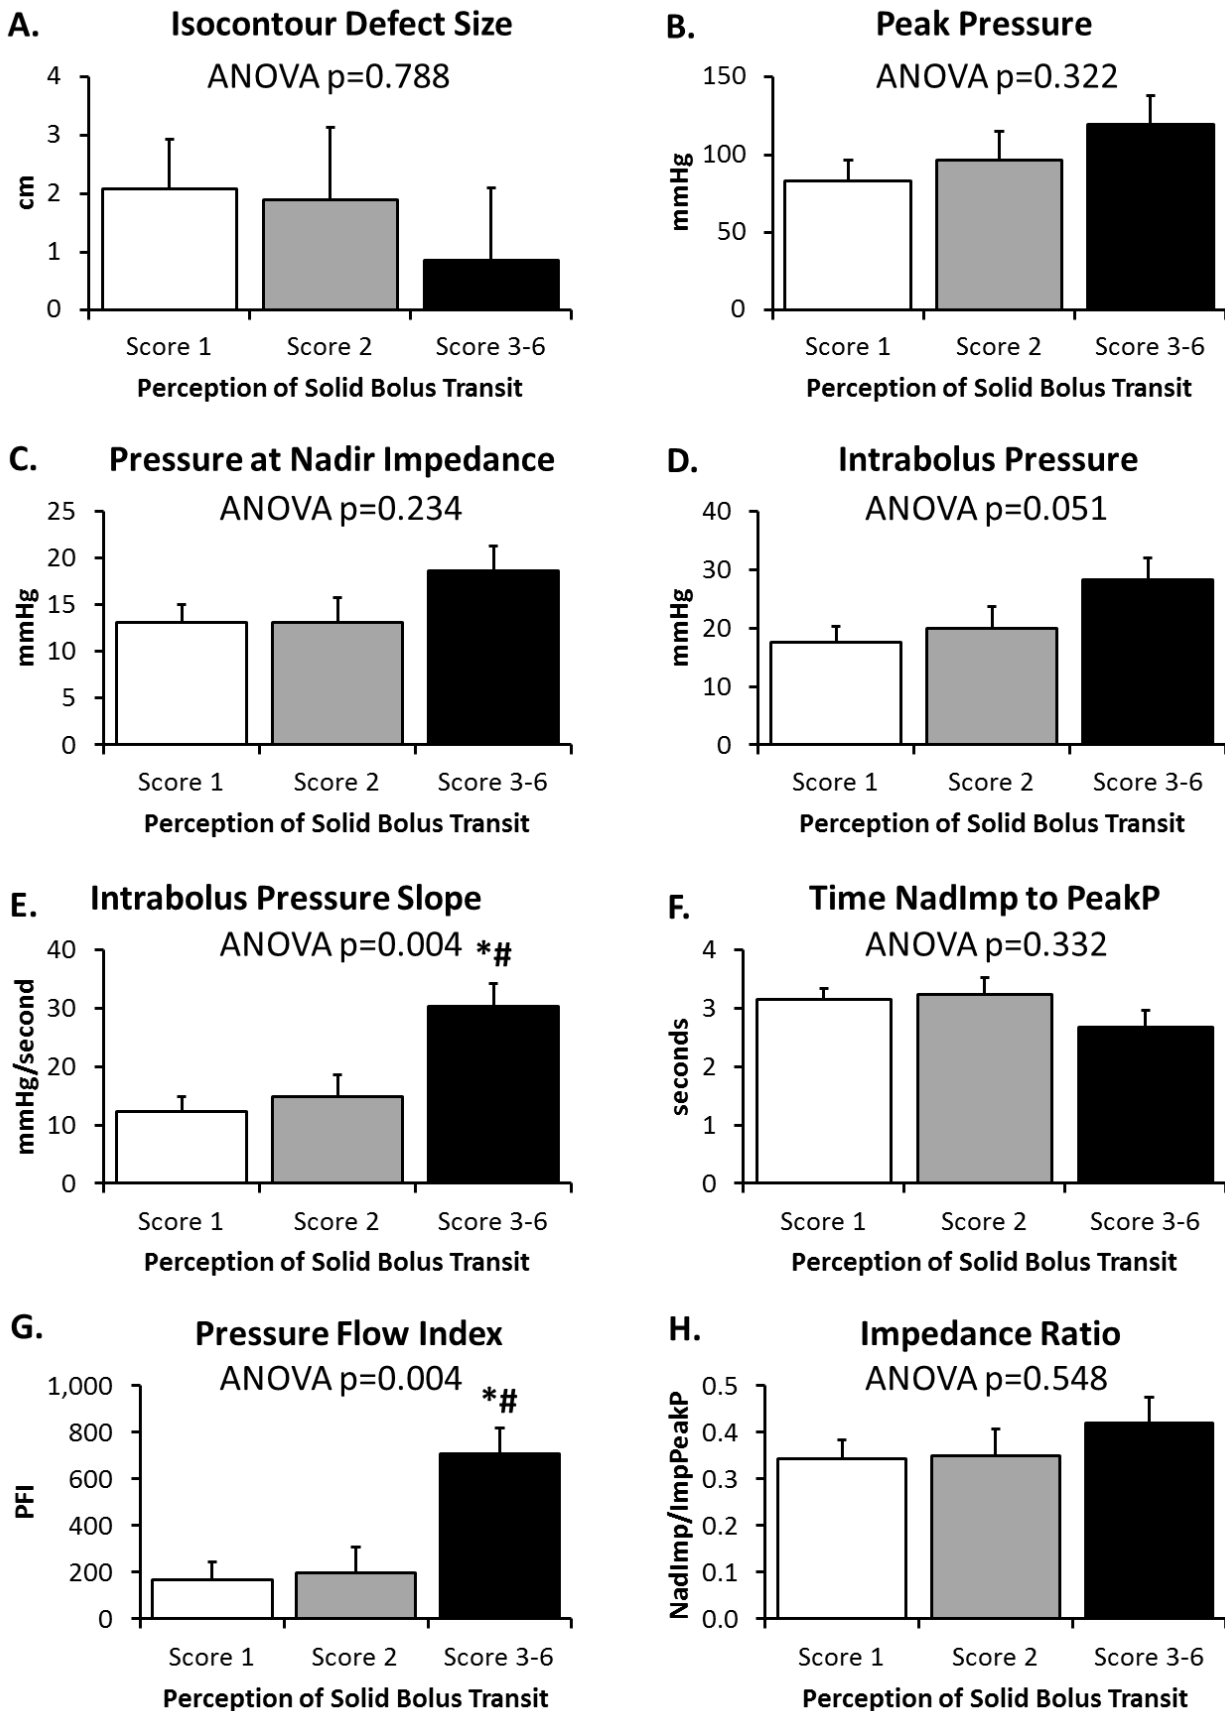 A. Isocontour Defect Size
ANOVA p=0.788
4
3
2
1
0
cm
Score 1 Score 2 Score 3-6
Perception of Solid Bolus Transit
B. Peak Pressure
ANOVA p=0.322
150
100
50
0
mmHg
Score 1 Score 2 Score 3-6
Perception of Solid Bolus Transit
C. Pressure at Nadir Impedance
ANOVA p=0.234
25
20
15
10
5
0
mmHg
Score 1 Score 2 Score 3-6
Perception of Solid Bolus Transit
D. Intrabolus Pressure
ANOVA p=0.051
40
30
20
10
0
mmHg
Score 1 Score 2 Score 3-6
Perception of Solid Bolus Transit
E. Intrabolus Pressure Slope
ANOVA p=0.004 *#
40
30
20
10
0
mmHg/second
Score 1 Score 2 Score 3-6
Perception of Solid Bolus Transit
F. Time NadImp to PeakP
ANOVA p=0.332
4
3
2
1
0
seconds
Score 1 Score 2 Score 3-6
Perception of Solid Bolus Transit
G. Pressure Flow Index
ANOVA p=0.004 *#
1,000
800
600
400
200
0
PFI
Score 1 Score 2 Score 3-6
Perception of Solid Bolus Transit
H. Impedance Ratio
ANOVA p=0.548
0.5
0.4
0.3
0.2
0.1
0.0
NadImp/ImpPeakP
Score 1 Score 2 Score 3-6
Perception of Solid Bolus Transit